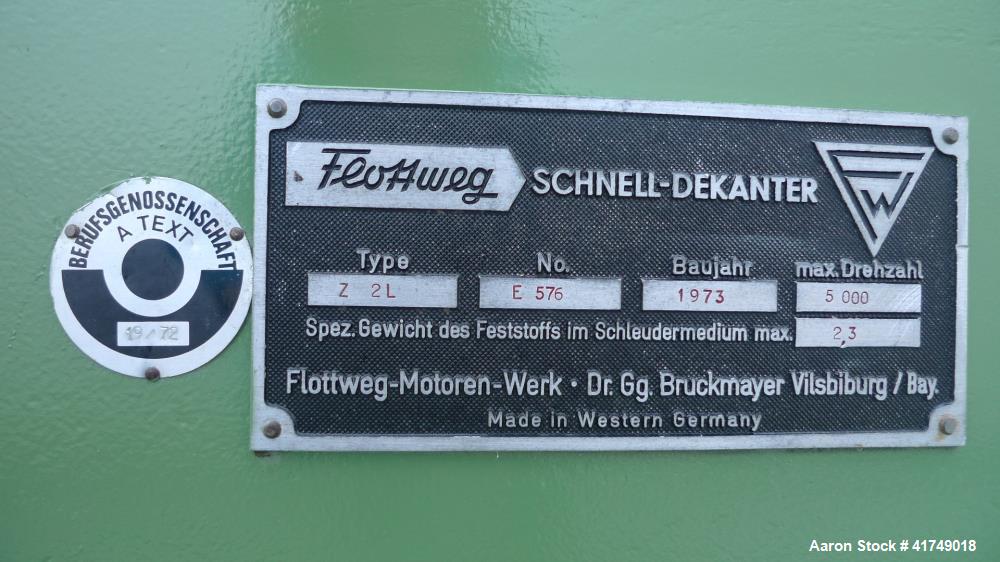 BERUFSGENOSSENSCHAFT
A TEXT
19/72
Flottweg SCHNELL-DEKANTER
FW
Type No. Baujahr max. Drehzahl
Z 2L E 576 1973 5 000
Spez. Gewicht des Feststoffs im Schleudermedium max. 2,3
Flottweg-Motoren-Werk · Dr. Gg. Bruckmayer Vilsbiburg / Bay.
Made in Western Germany
Aaron Stock # 41749018